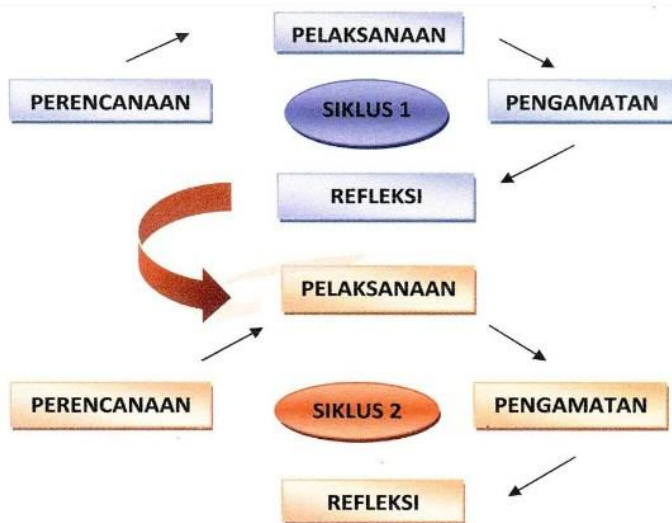 PELAKSANAAN
PERENCANAAN
SIKLUS 1
PENGAMATAN
REFLEKSI
PELAKSANAAN
PERENCANAAN
SIKLUS 2
PENGAMATAN
REFLEKSI